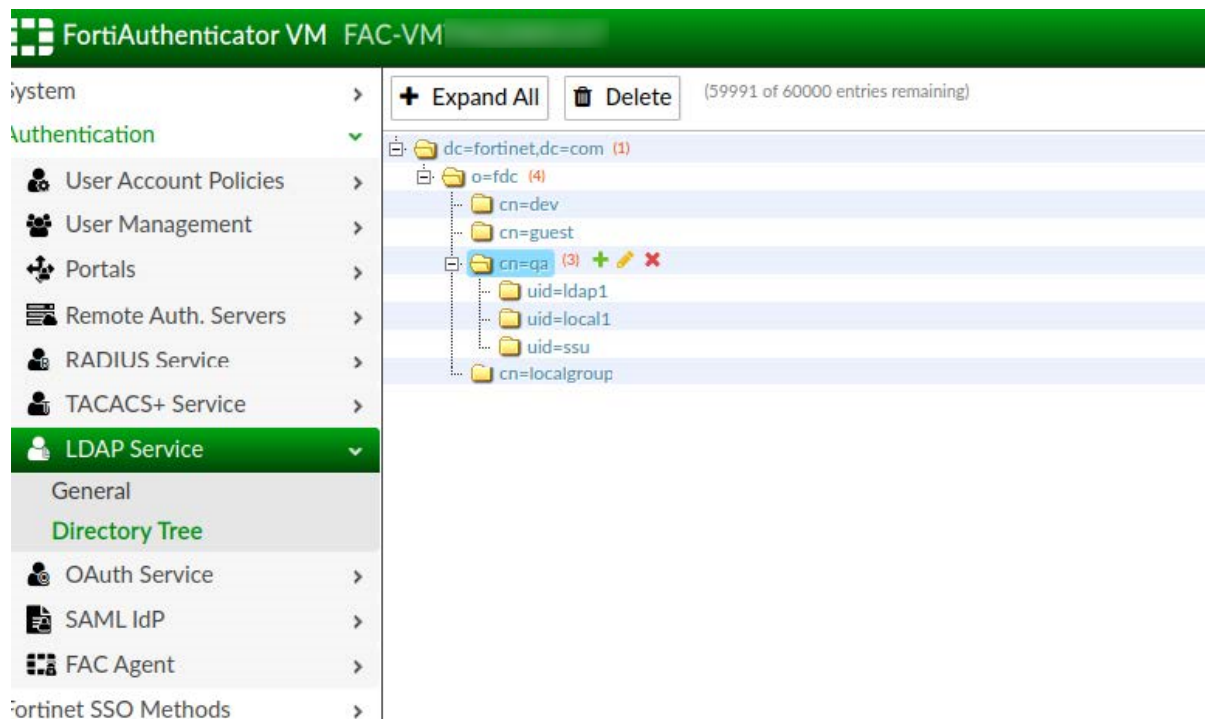 FortiAuthenticator VM FAC-VM
System
Authentication
User Account Policies
User Management
Portals
Remote Auth. Servers
RADIUS Service
TACACS+ Service
LDAP Service
General
Directory Tree
OAuth Service
SAML IdP
FAC Agent
Fortinet SSO Methods
Expand All Delete (59991 of 60000 entries remaining)
dc=fortinet,dc=com (1)
o=fdc (4)
cn=dev
cn=guest
cn=qa (3)
uid=ldap1
uid=local1
uid=ssu
cn=localgroup